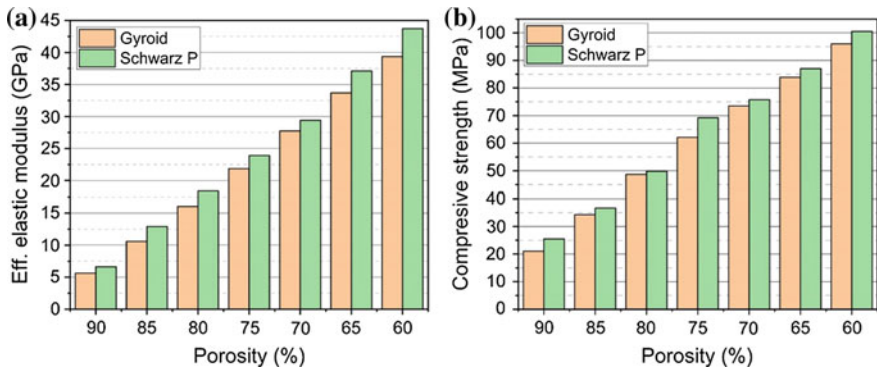 (a)
Eff. elastic modulus (GPa)
45
40
35
30
25
20
15
10
5
0
Gyroid
Schwarz P
90 85 80 75 70 65 60
Porosity (%)
(b)
Compresive strength (MPa)
100
90
80
70
60
50
40
30
20
10
0
Gyroid
Schwarz P
90 85 80 75 70 65 60
Porosity (%)